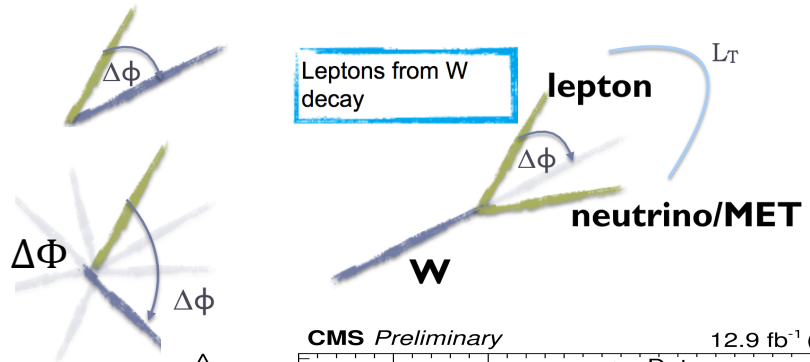 Δϕ
Leptons from W
decay
lepton
L_T
Δϕ
neutrino/MET
W
ΔΦ
Δϕ
CMS Preliminary
12.9 fb⁻¹